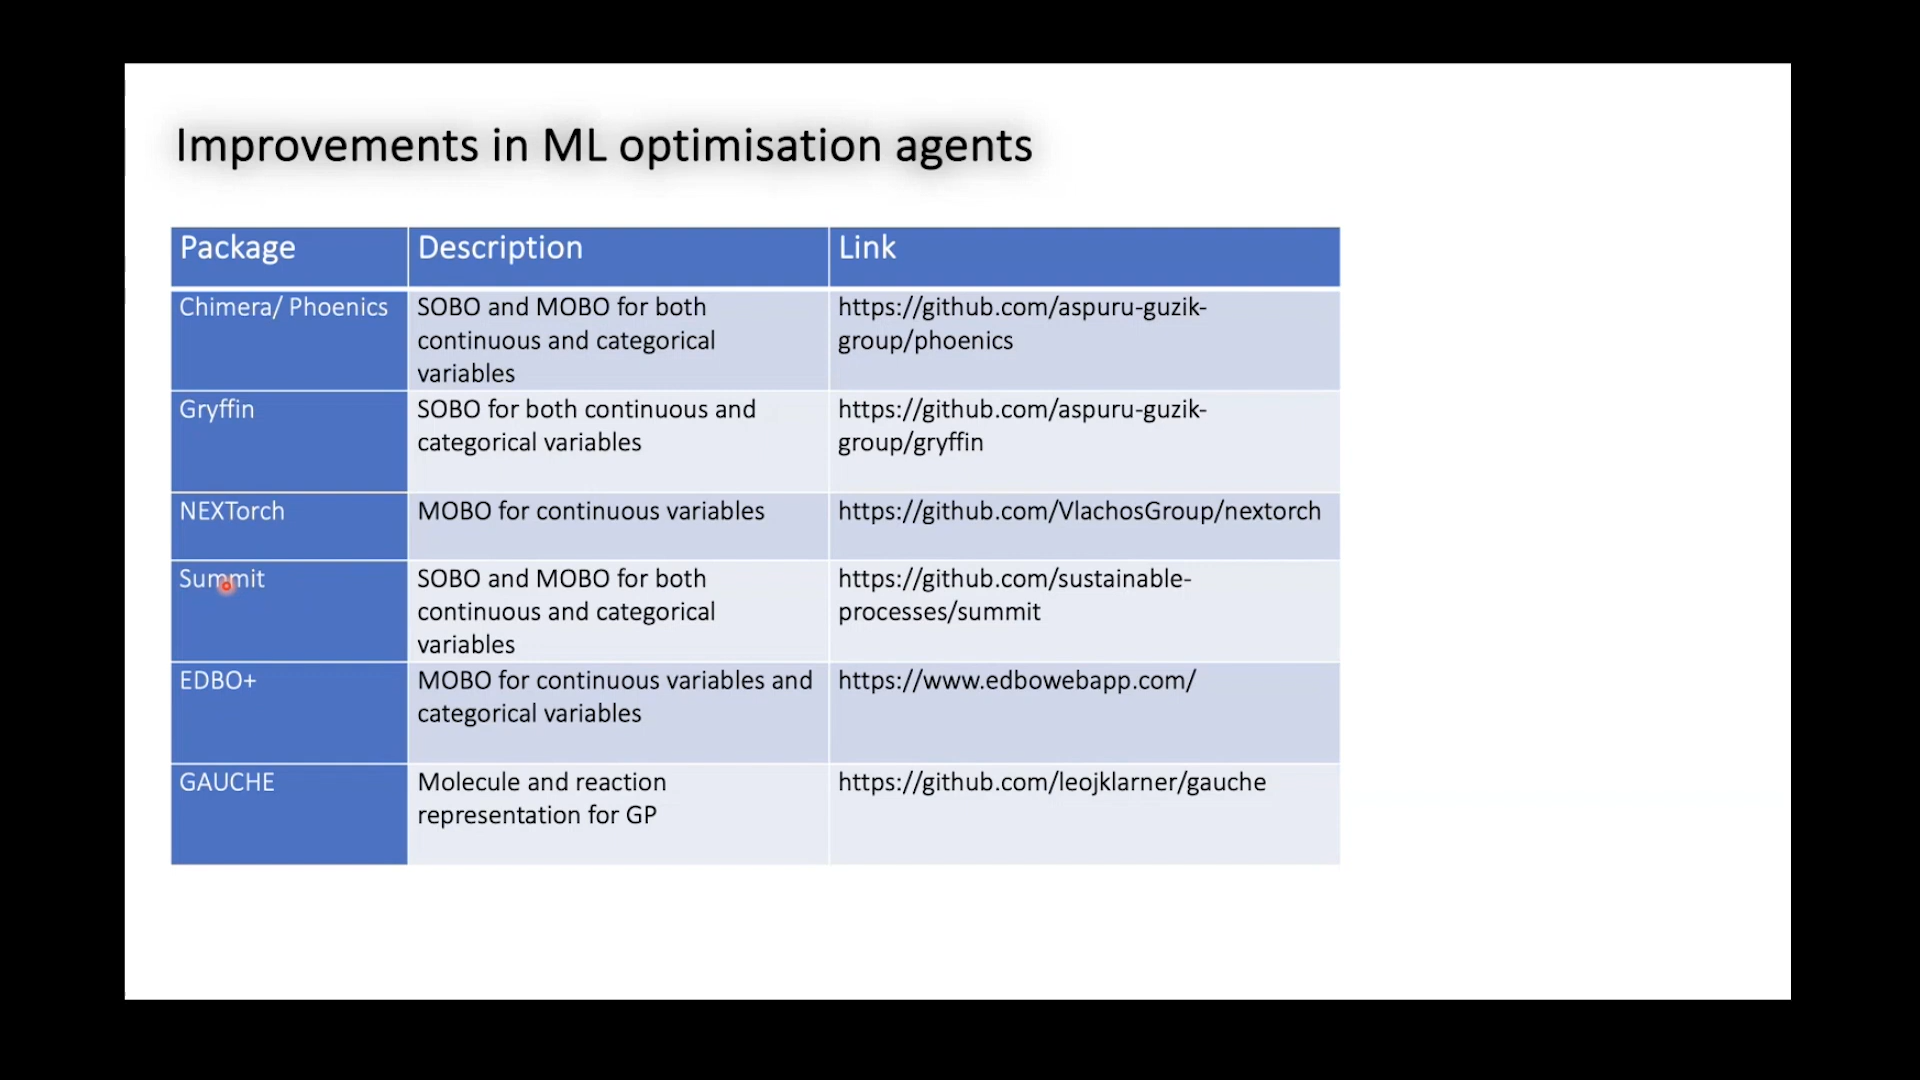 Improvements in ML optimisation agents
Package
Description
Link
Chimera/ Phoenics
SOBO and MOBO for both
continuous and categorical
variables
https://github.com/aspuru-guzik-
group/phoenics
Gryffin
SOBO for both continuous and
categorical variables
https://github.com/aspuru-guzik-
group/gryffin
NEXTorch
MOBO for continuous variables
https://github.com/VlachosGroup/nextorch
Summit
SOBO and MOBO for both
continuous and categorical
variables
https://github.com/sustainable-
processes/summit
EDBO+
MOBO for continuous variables and
categorical variables
https://www.edbowebapp.com/
GAUCHE
Molecule and reaction
representation for GP
https://github.com/leojklarner/gauche